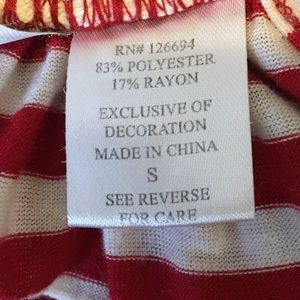 RN# 126694
83% POLYESTER
17% RAYON
EXCLUSIVE OF
DECORATION
MADE IN CHINA
S
SEE REVERSE
FOR CARE